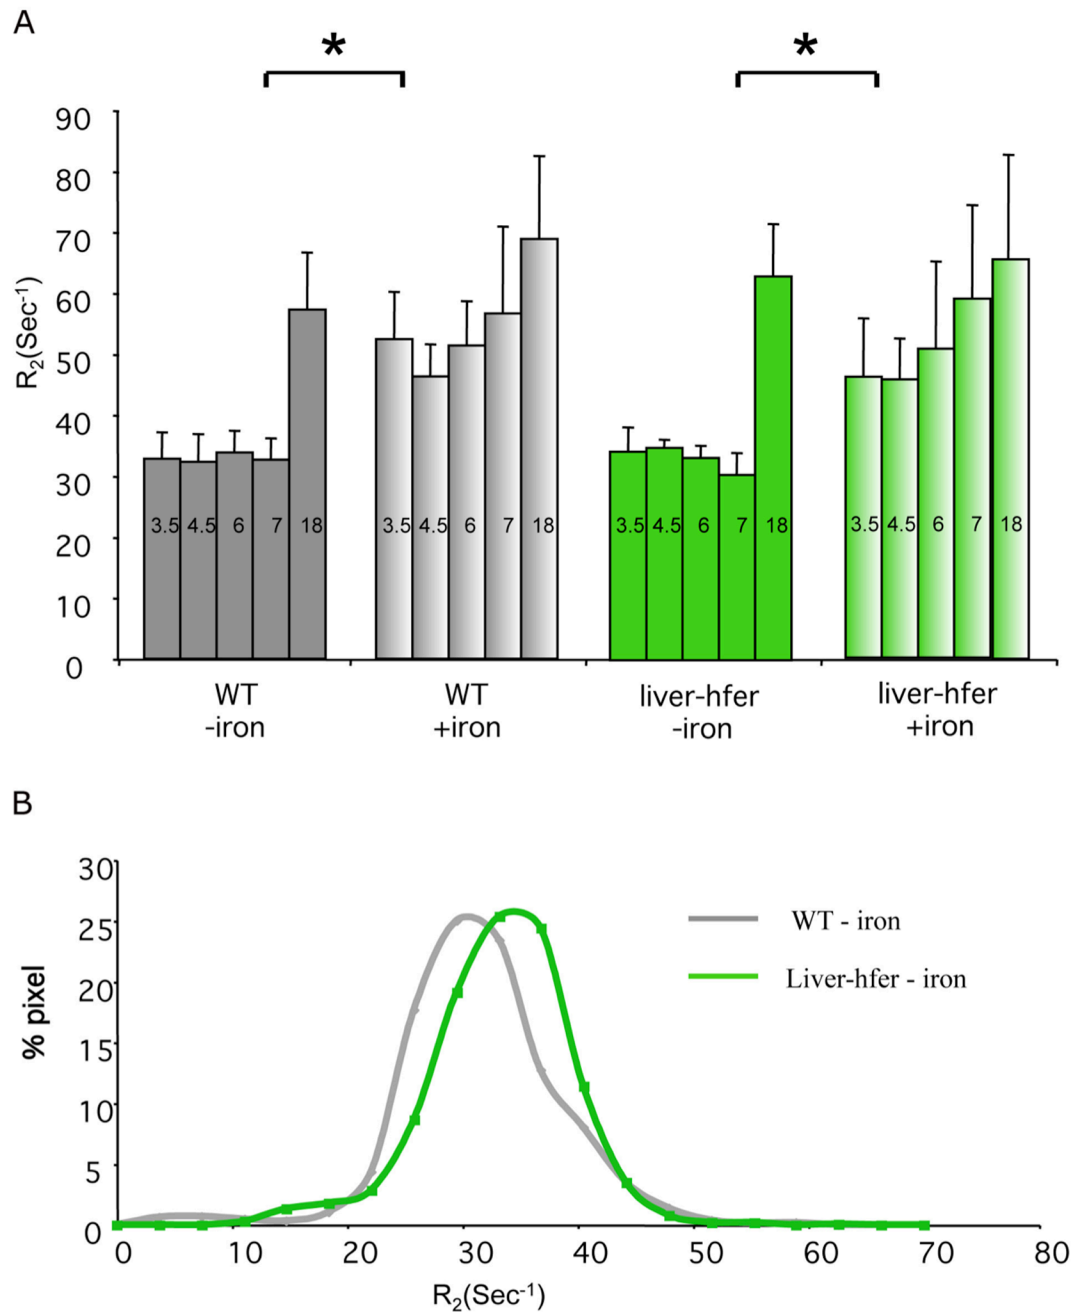 A
*
*
90
80
70
60
50
40
30
20
10
0
R2(Sec-1)
3.5 4.5 6 7 18
3.5 4.5 6 7 18
3.5 4.5 6 7 18
3.5 4.5 6 7 18
WT
-iron
WT
+iron
liver-hfer
-iron
liver-hfer
+iron
B
30
25
20
15
10
5
0
% pixel
WT - iron
Liver-hfer - iron
0 10 20 30 40 50 60 70 80
R2(Sec-1)